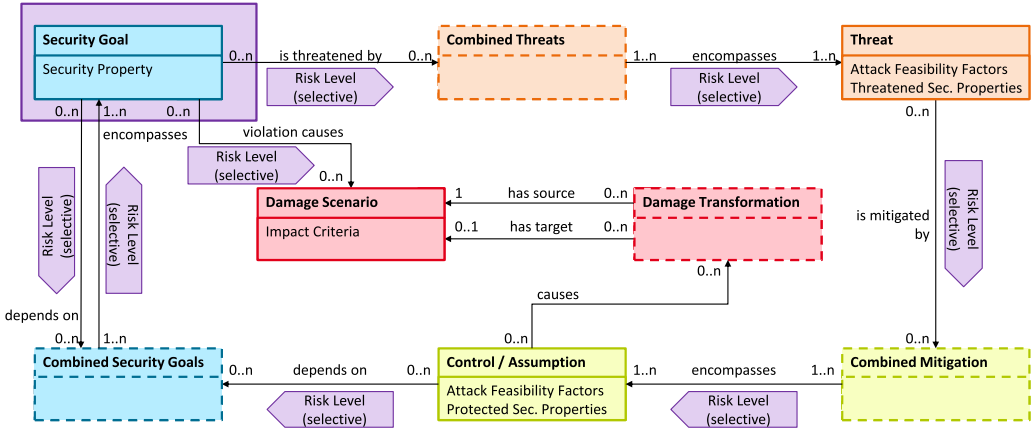 Security Goal
Security Property
0..n
is threatened by
0..n
Risk Level
(selective)
Combined Threats
1..n
encompasses
1..n
Risk Level
(selective)
Threat
Attack Feasibility Factors
Threatened Sec. Properties
0..n
1..n
0..n
0..n
encompasses
violation causes
Risk Level
(selective)
0..n
Risk Level
(selective)
Risk Level
(selective)
Damage Scenario
Impact Criteria
1
has source
0..n
0..1
has target
0..n
Damage Transformation
0..n
is mitigated
by
Risk Level
(selective)
causes
depends on
0..n
1..n
0..n
0..n
Combined Security Goals
0..n
depends on
0..n
Risk Level
(selective)
Control / Assumption
Attack Feasibility Factors
Protected Sec. Properties
1..n
encompasses
1..n
Risk Level
(selective)
Combined Mitigation